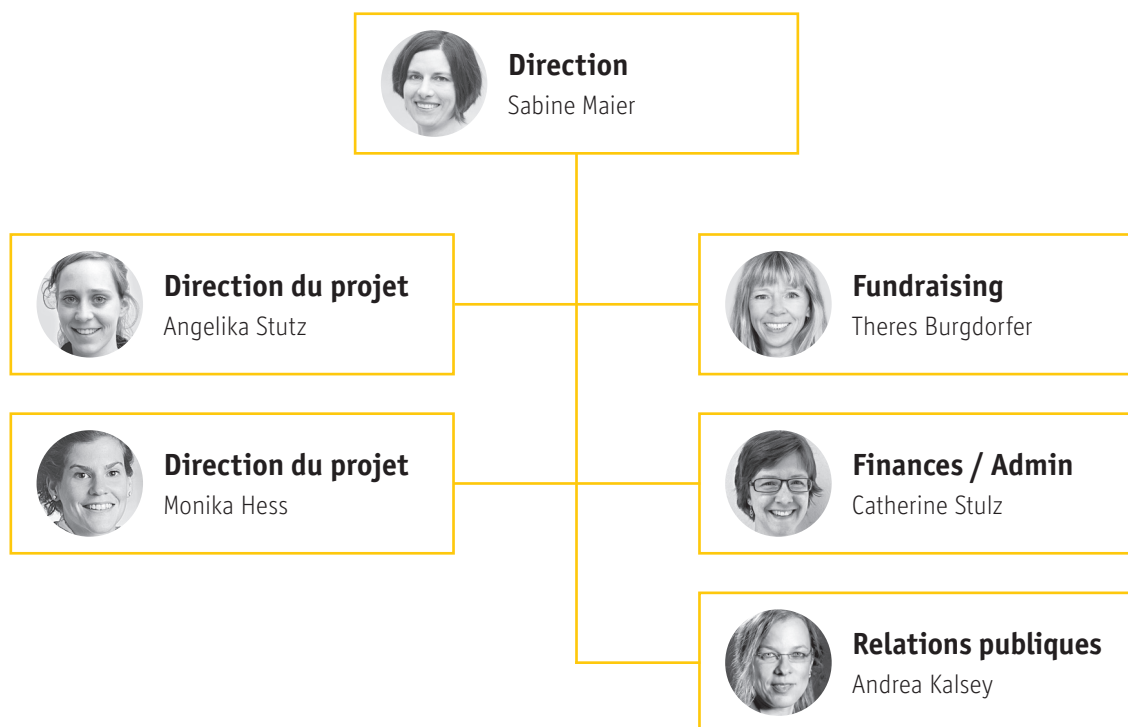 Direction
Sabine Maier
Direction du projet
Angelika Stutz
Fundraising
Theres Burgdorfer
Direction du projet
Monika Hess
Finances / Admin
Catherine Stulz
Relations publiques
Andrea Kalsey